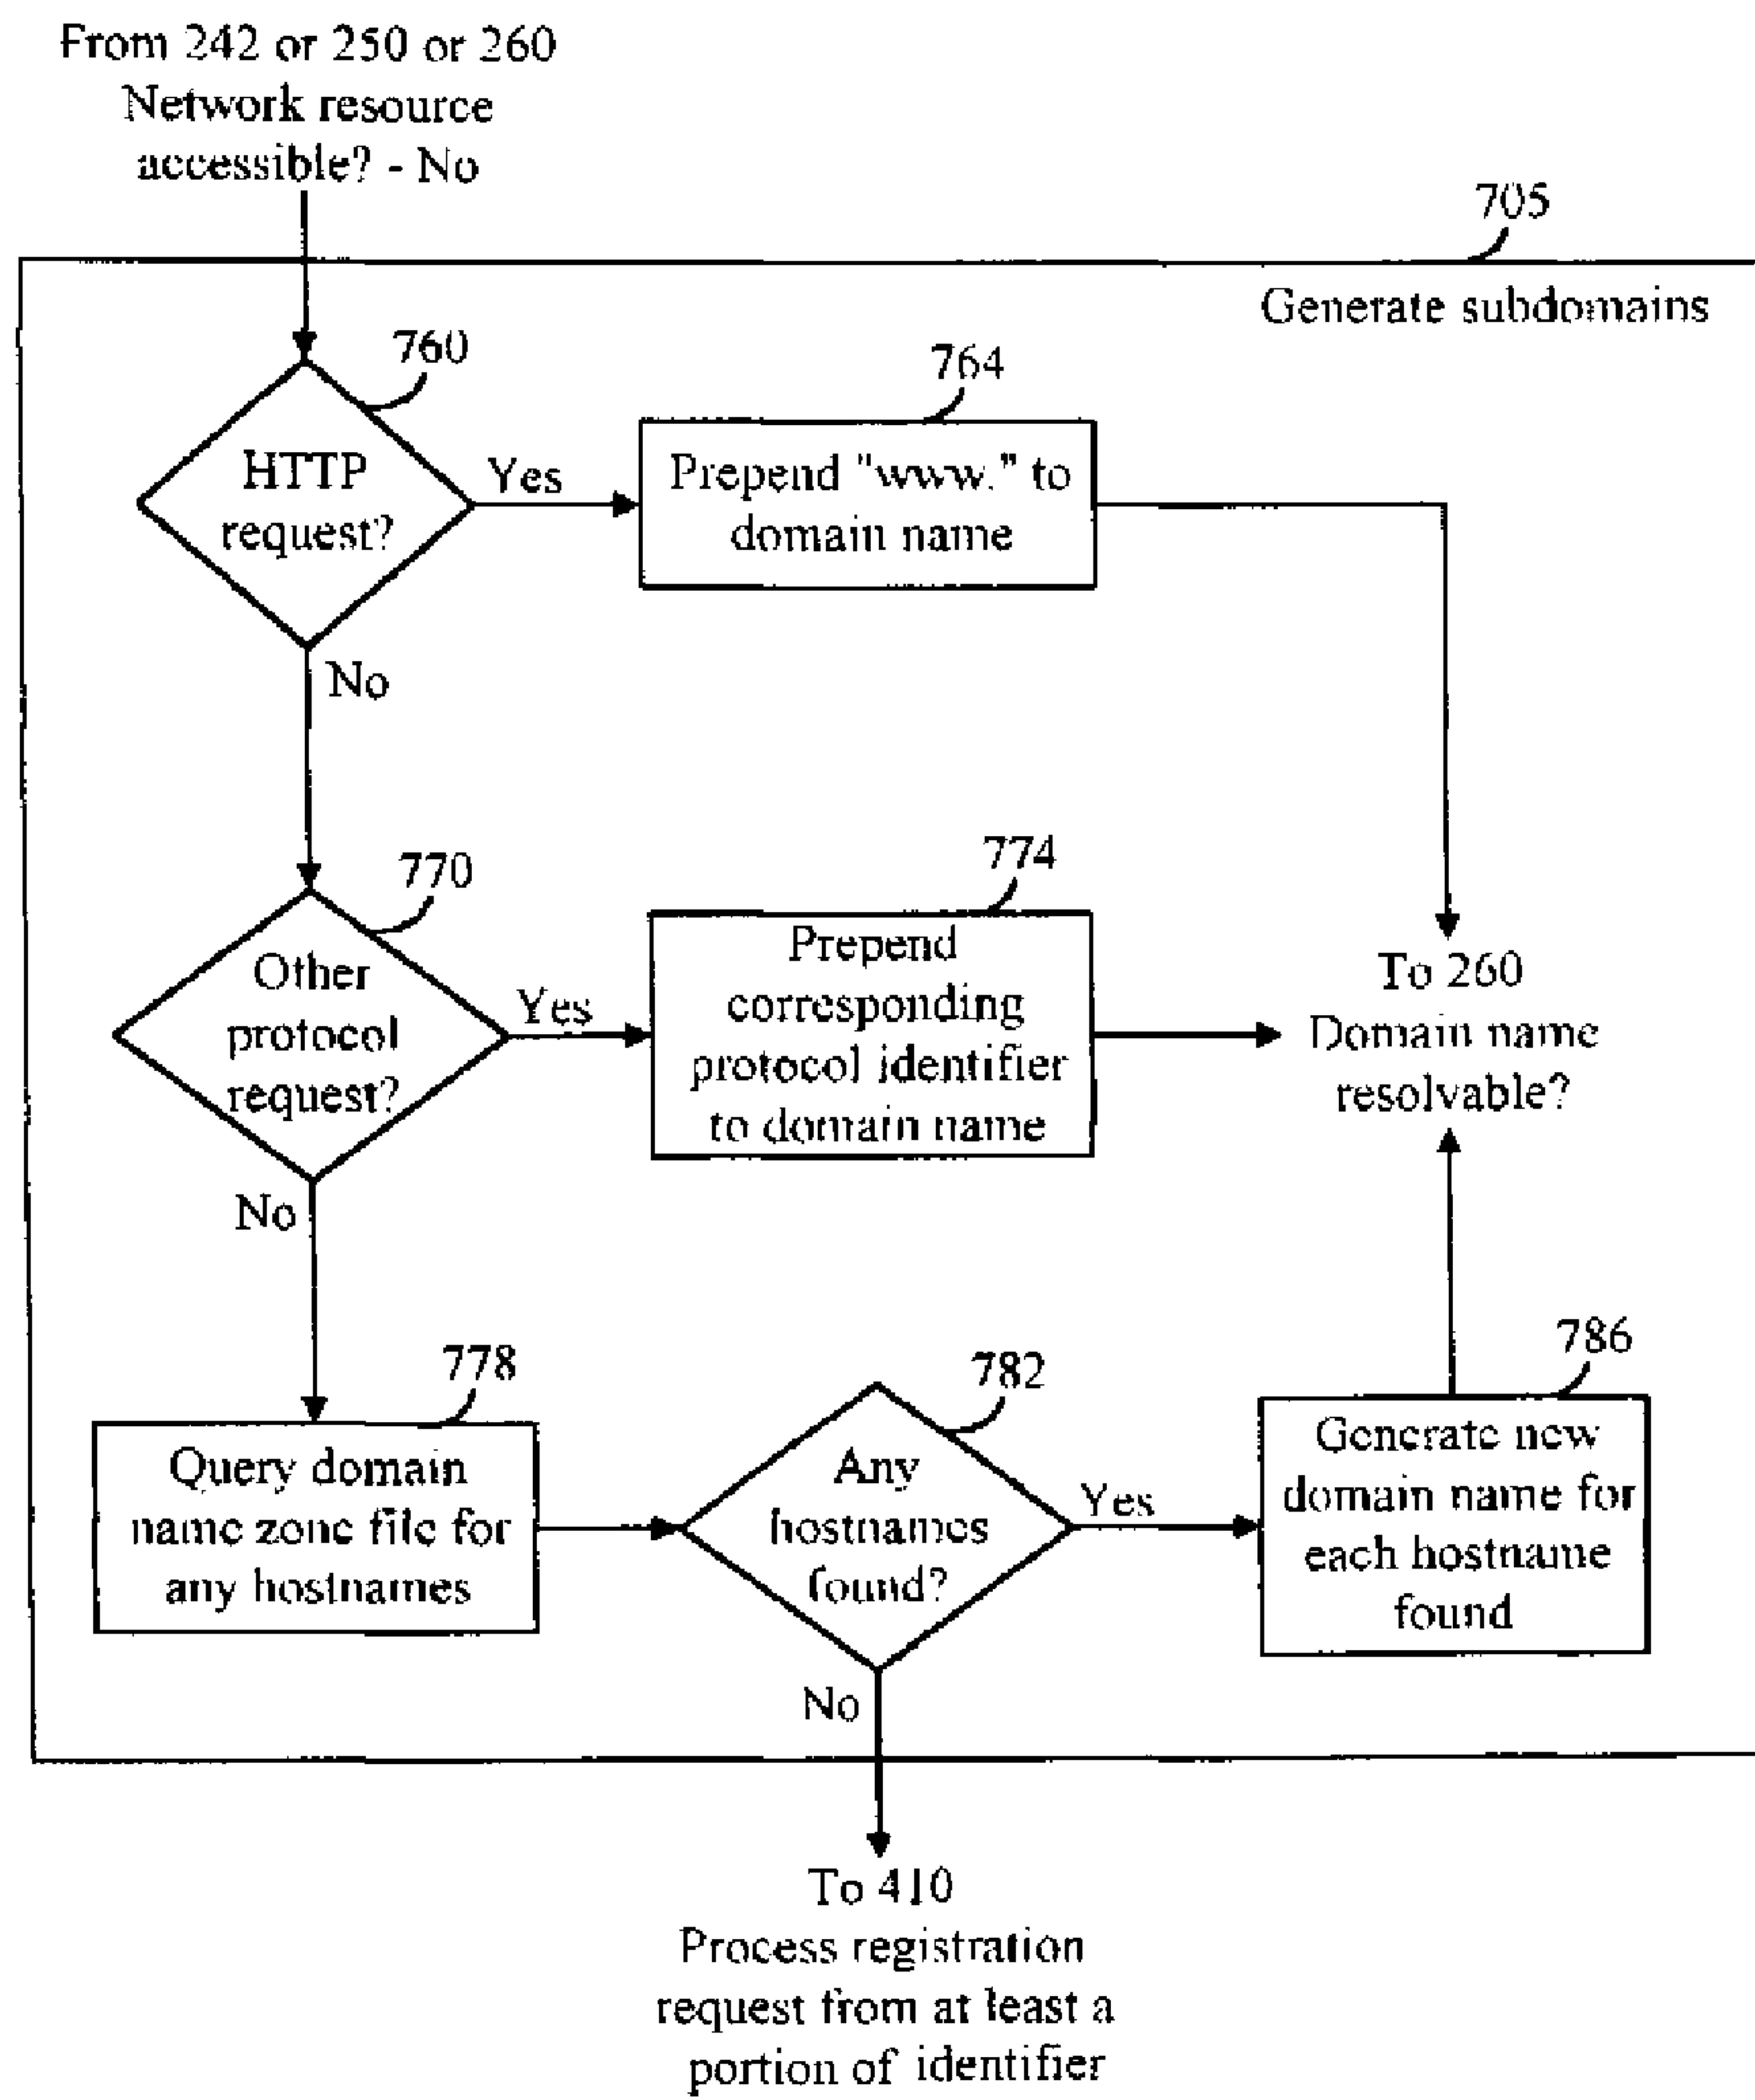 From 242 or 250 or 260
Network resource
accessible? - No
705
Generate subdomains
760
HTTP
request?
Yes
764
Prepend "www." to
domain name
No
770
Other
protocol
request?
Yes
774
Prepend
corresponding
protocol identifier
to domain name
To 260
Domain name
resolvable?
No
778
Query domain
name zone file for
any hostnames
782
Any
hostnames
found?
Yes
786
Generate new
domain name for
each hostname
found
No
To 410
Process registration
request from at least a
portion of identifier